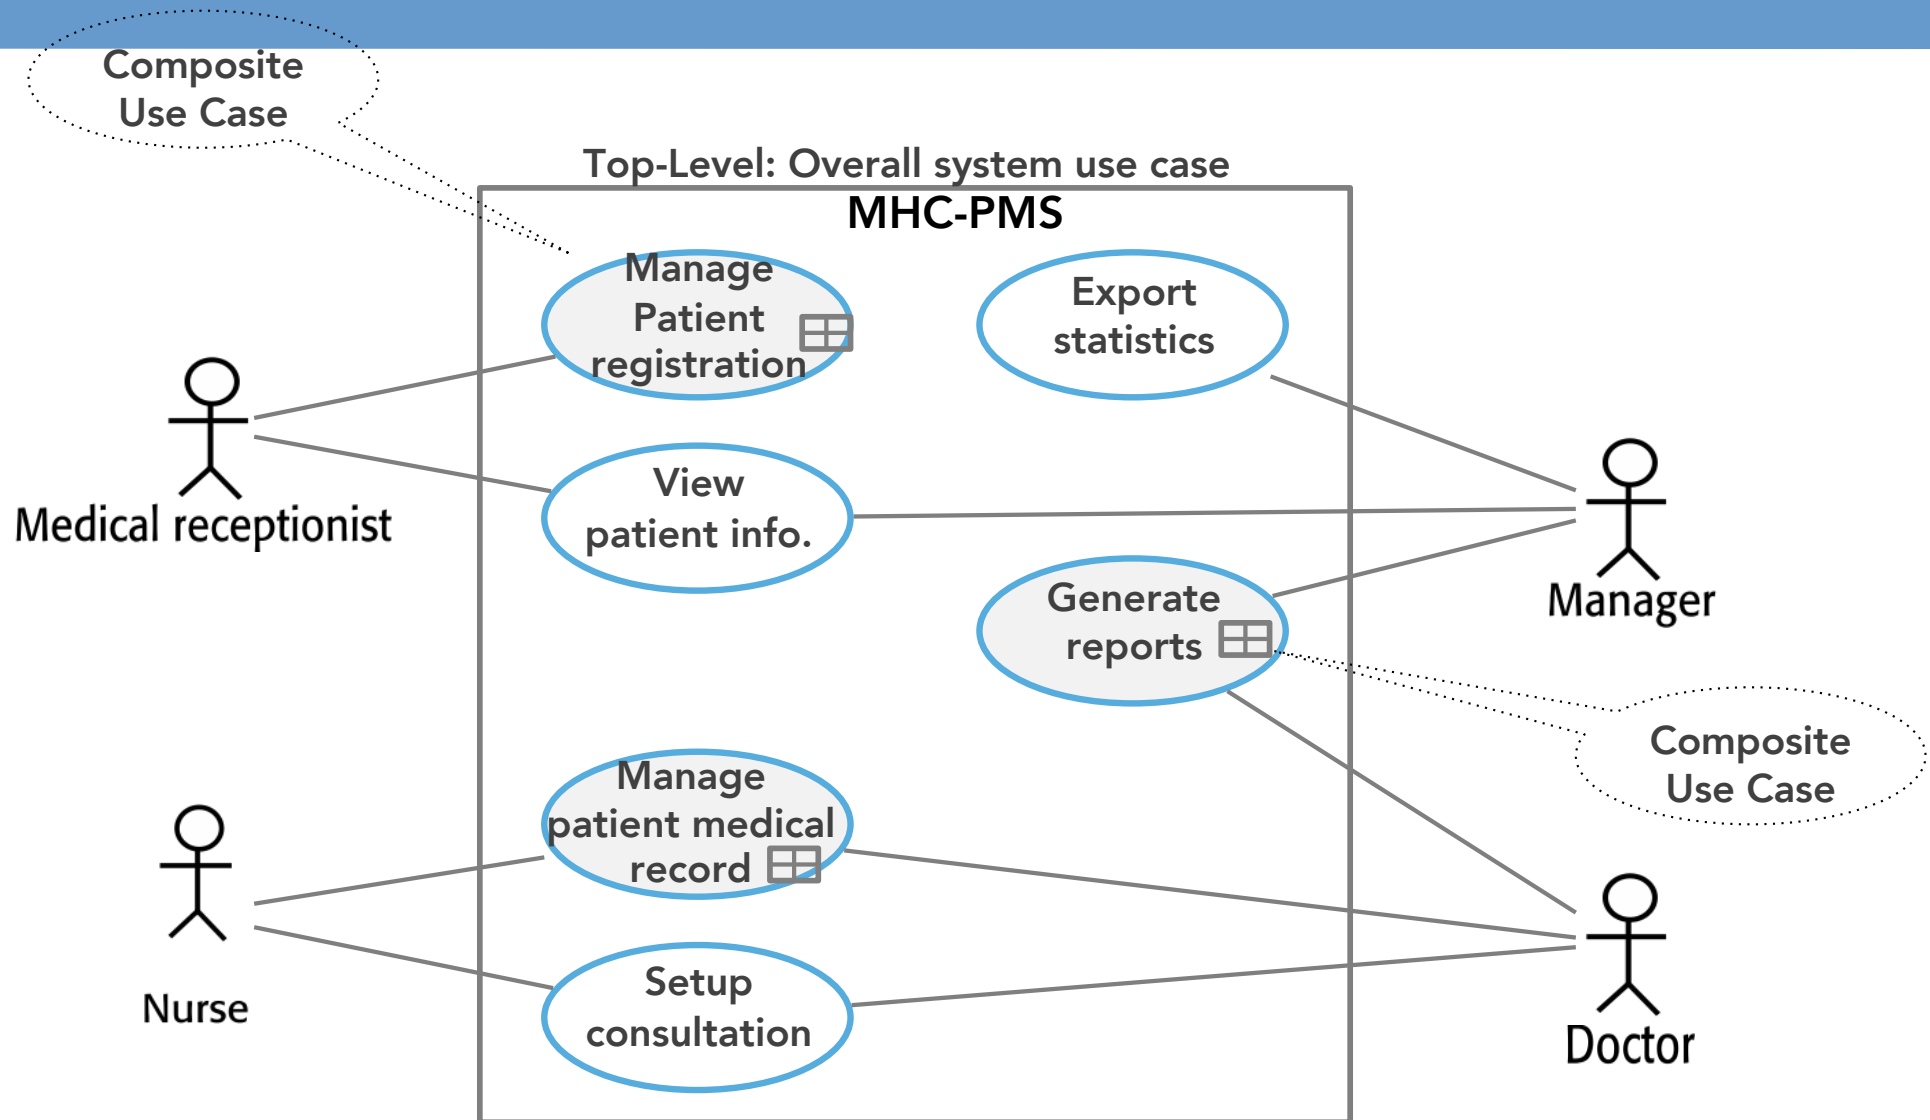 Composite
Use Case
Top-Level: Overall system use case
MHC-PMS
Manage
Patient
registration
Export
statistics
Medical receptionist
View
patient info.
Generate
reports
Manager
Composite
Use Case
Manage
patient medical
record
Nurse
Setup
consultation
Doctor